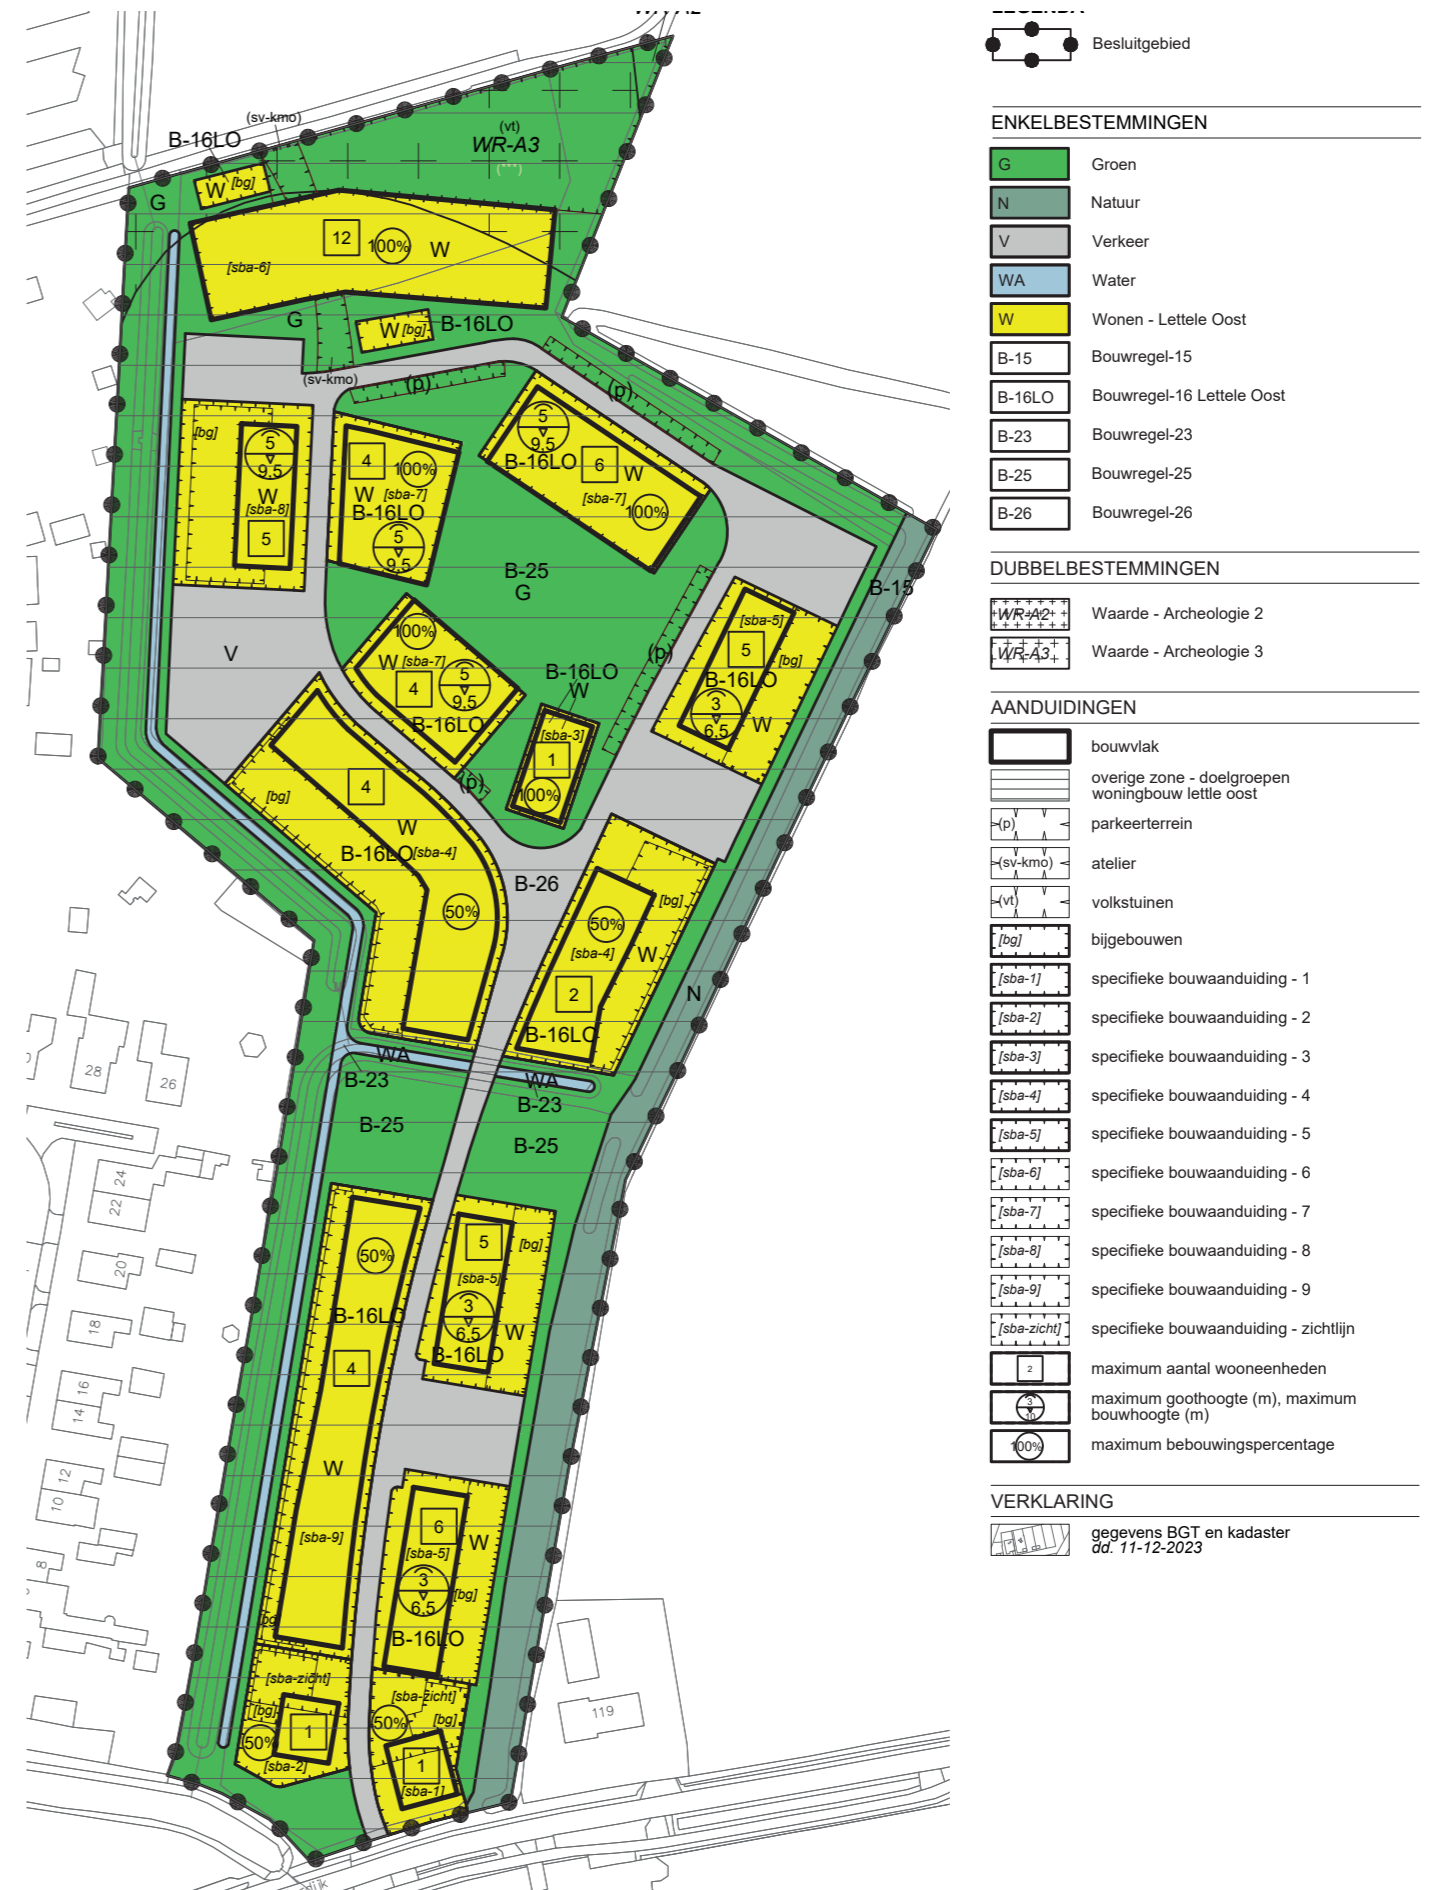 WR-A2
(sv-kmo)
B-16LO
(vt)
WR-A3
(***)
W [bg]
G
12
100%
W
[sba-6]
G
W [bg]
B-16LO
(sv-kmo)
(p)
(p)
[bg]
5
9.5
W
[sba-8]
5
4
100%
W [sba-7]
B-16LO
5
9.5
5
9.5
B-16LO
6
W
[sba-7]
100%
B-25
G
B-15
V
100%
W [sba-7]
4
5
9.5
B-16LO
B-16LO
W
[sba-3]
1
100%
(p)
[sba-5]
5
[bg]
B-16LO
3
6.5
W
(p)
4
[bg]
W
B-16LO [sba-4]
50%
B-26
[bg]
50%
[sba-4]
W
2
B-16LO
N
WA
B-23
WA
B-23
B-25
B-25
28
26
24
22
20
18
16
14
12
10
8
50%
B-16LO
4
W
[sba-9]
[bg]
5
[bg]
[sba-5]
3
6.5
W
B-16LO
6
W
[sba-5]
3
6.5
[bg]
B-16LO
[sba-zicht]
[bg]
1
50%
[sba-2]
[sba-zicht]
50%
[bg]
1
[sba-1]
119
LEGENDA
Besluitgebied
ENKELBESTEMMINGEN
G Groen
N Natuur
V Verkeer
WA Water
W Wonen - Lettele Oost
B-15 Bouwregel-15
B-16LO Bouwregel-16 Lettele Oost
B-23 Bouwregel-23
B-25 Bouwregel-25
B-26 Bouwregel-26
DUBBELBESTEMMINGEN
WR-A2 Waarde - Archeologie 2
WR-A3 Waarde - Archeologie 3
AANDUIDINGEN
bouwvlak
overige zone - doelgroepen
woningbouw lettle oost
(p) parkeerterrein
(sv-kmo) atelier
(vt) volkstuinen
[bg] bijgebouwen
[sba-1] specifieke bouwaanduiding - 1
[sba-2] specifieke bouwaanduiding - 2
[sba-3] specifieke bouwaanduiding - 3
[sba-4] specifieke bouwaanduiding - 4
[sba-5] specifieke bouwaanduiding - 5
[sba-6] specifieke bouwaanduiding - 6
[sba-7] specifieke bouwaanduiding - 7
[sba-8] specifieke bouwaanduiding - 8
[sba-9] specifieke bouwaanduiding - 9
[sba-zicht] specifieke bouwaanduiding - zichtlijn
2 maximum aantal wooneenheden
3
10
maximum goothoogte (m), maximum
bouwhoogte (m)
100% maximum bebouwingspercentage
VERKLARING
gegevens BGT en kadaster
dd. 11-12-2023